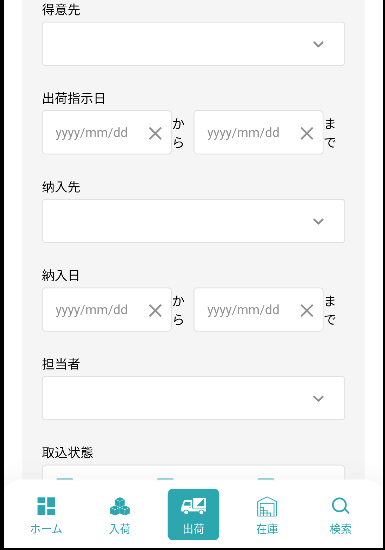 得意先
出荷指示日
yyyy/mm/dd から yyyy/mm/dd まで
納入先
納入日
yyyy/mm/dd から yyyy/mm/dd まで
担当者
取込状態
ホーム 入荷 出荷 在庫 検索